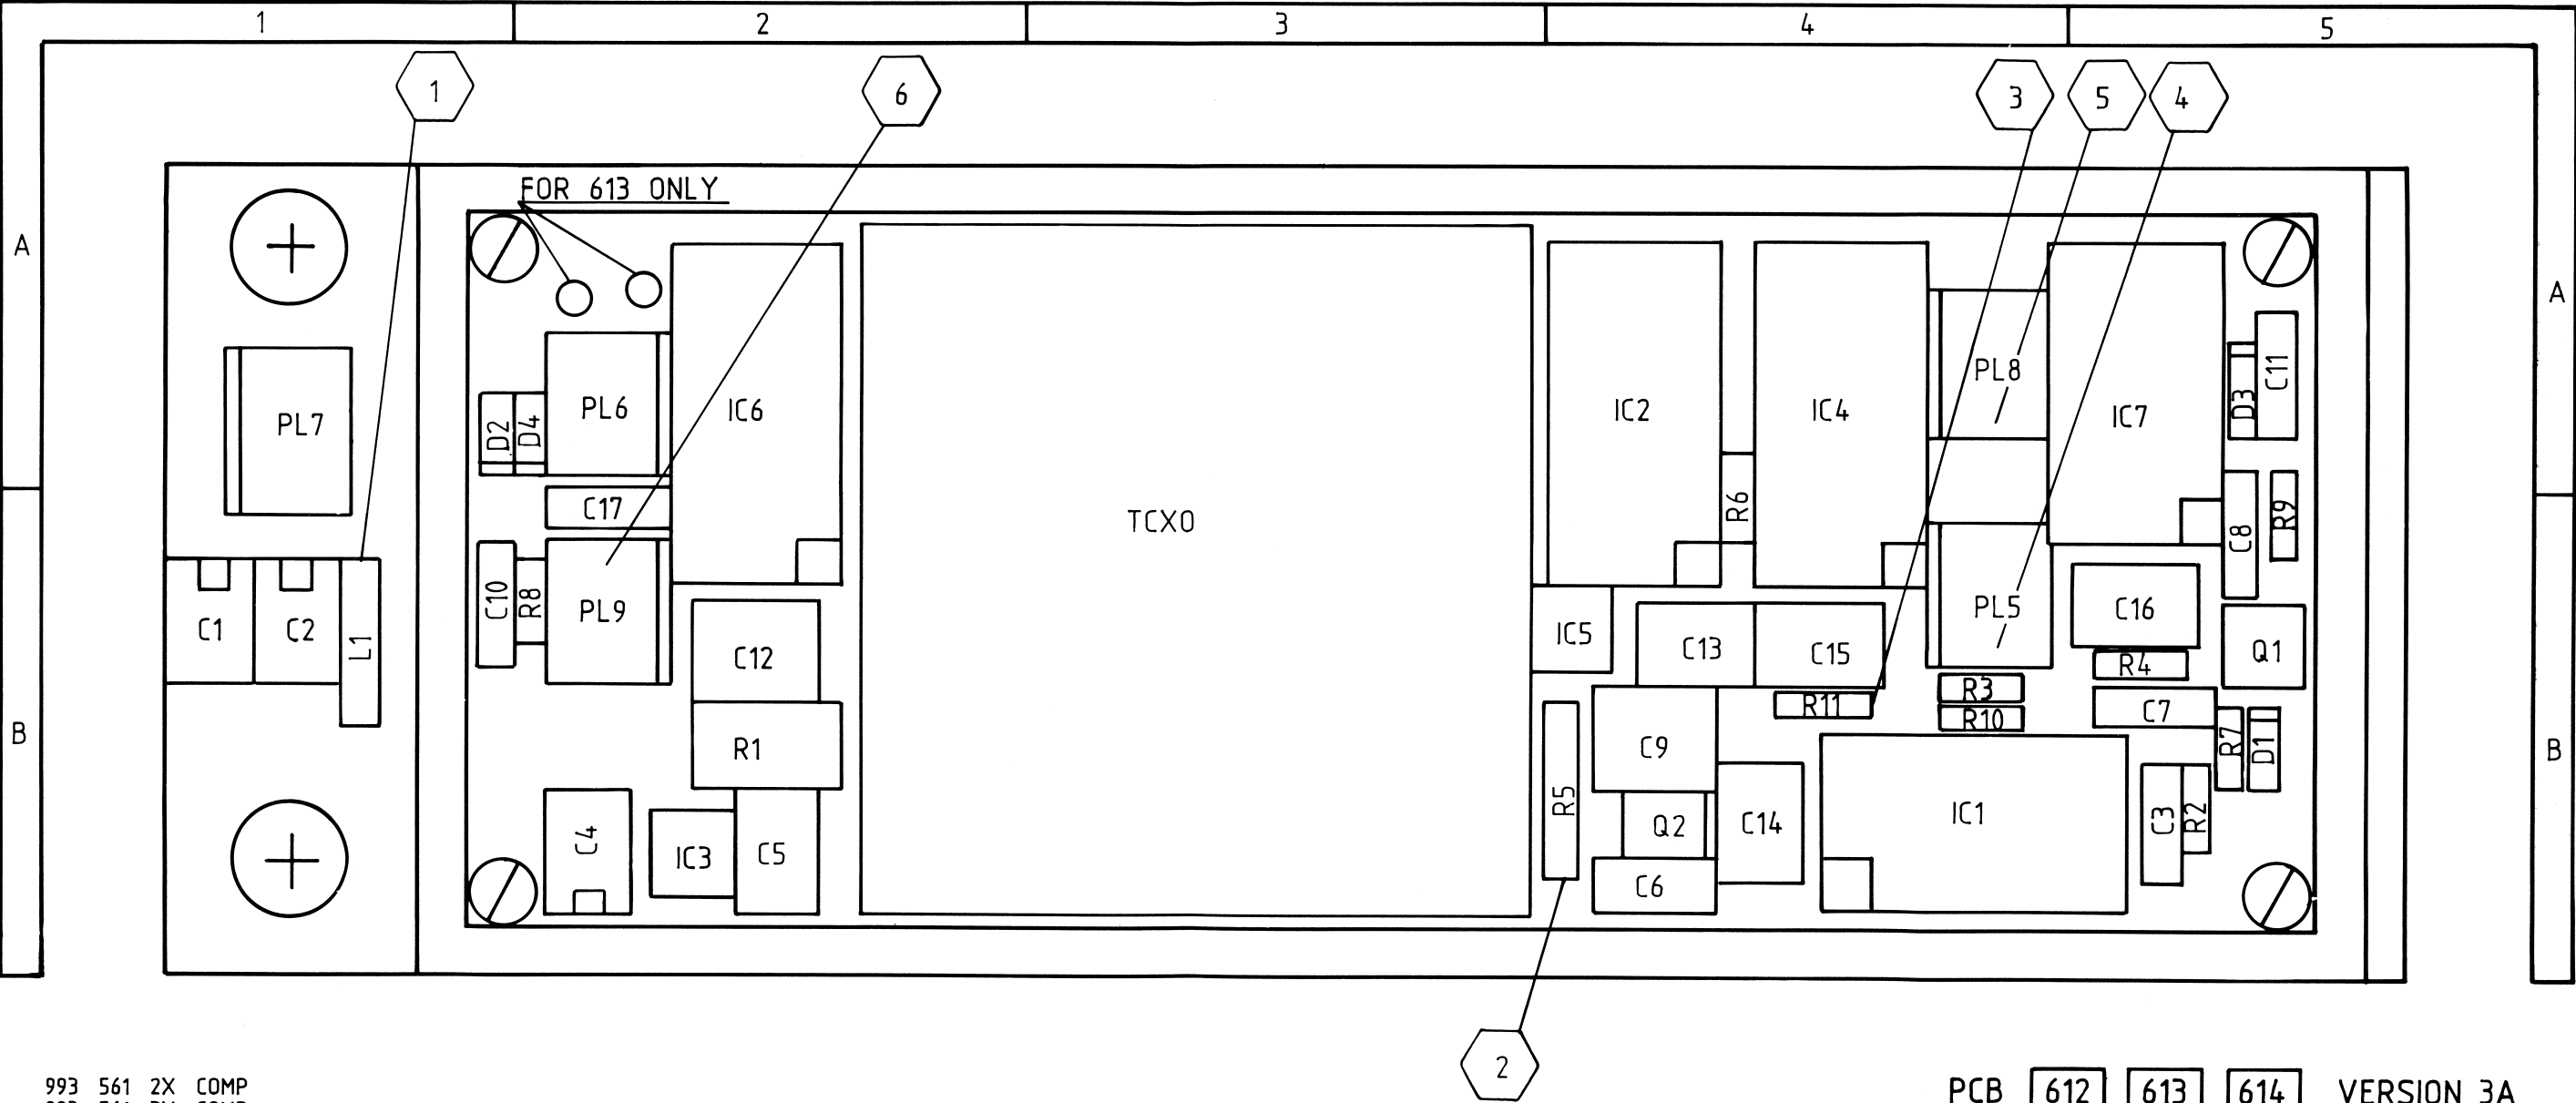 1 2 3 4 5
1 6 3 5 4
FOR 613 ONLY
A A
PL7
D2
D4
PL6
IC6
C17
TCXO
IC2
R6
IC4
PL8
IC7
D3
C11
C8
R9
C1
C2
L1
C10
R8
PL9
C12
IC5
C13
C15
PL5
C16
R4
Q1
B B
R1
R3
R10
R11
C7
R7
D1
C9
R5
C4
IC3
C5
Q2
C14
C6
IC1
C3
R2
2
993 561 2X COMP
PCB 612 613 614 VERSION 3A